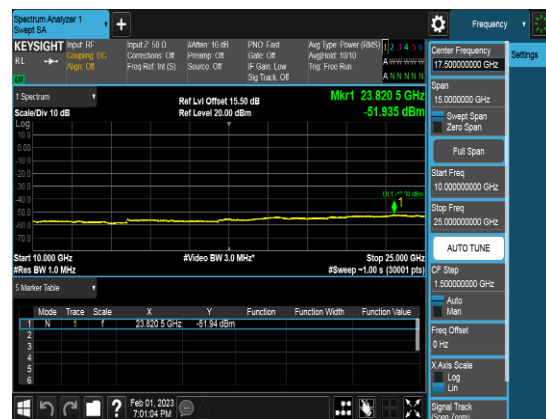 Spectrum Analyzer 1
Swept SA
+
Frequency
KEYSIGHT
RL
Input: RF
Coupling: DC
Align: Off
Input Z: 50 Ω
Corrections: Off
Freq Ref: Int (S)
#Atten: 16 dB
Preamp: Off
Source: Off
PNO: Fast
Gate: Off
IF Gain: Low
Sig Track: Off
Avg Type: Power (RMS)
Avg|Hold: 10/10
Trig: Free Run
1 2 3 4 5 6
A WW WW W
A N N N N N
Settings
Center Frequency
17.500000000 GHz
Span
15.0000000 GHz
Swept Span
Zero Span
Full Span
Start Freq
10.000000000 GHz
Stop Freq
25.000000000 GHz
AUTO TUNE
CF Step
1.500000000 GHz
Auto
Man
Freq Offset
0 Hz
X Axis Scale
Log
Lin
Signal Track
(Span Zoom)
1 Spectrum
Scale/Div 10 dB
Ref Lvl Offset 15.50 dB
Ref Level 20.00 dBm
Mkr1 23.820 5 GHz
-51.935 dBm
Log
10.0
0.00
-10.0
-20.0
-30.0
-40.0
-50.0
-60.0
-70.0
1
Start 10.000 GHz
#Res BW 1.0 MHz
#Video BW 3.0 MHz*
Stop 25.000 GHz
#Sweep ~1.00 s (30001 pts)
5 Marker Table
Mode Trace Scale X Y Function Function Width Function Value
1 N 1 f 23.820 5 GHz -51.94 dBm
2
3
4
5
6
?
Feb 01, 2023
7:01:04 PM